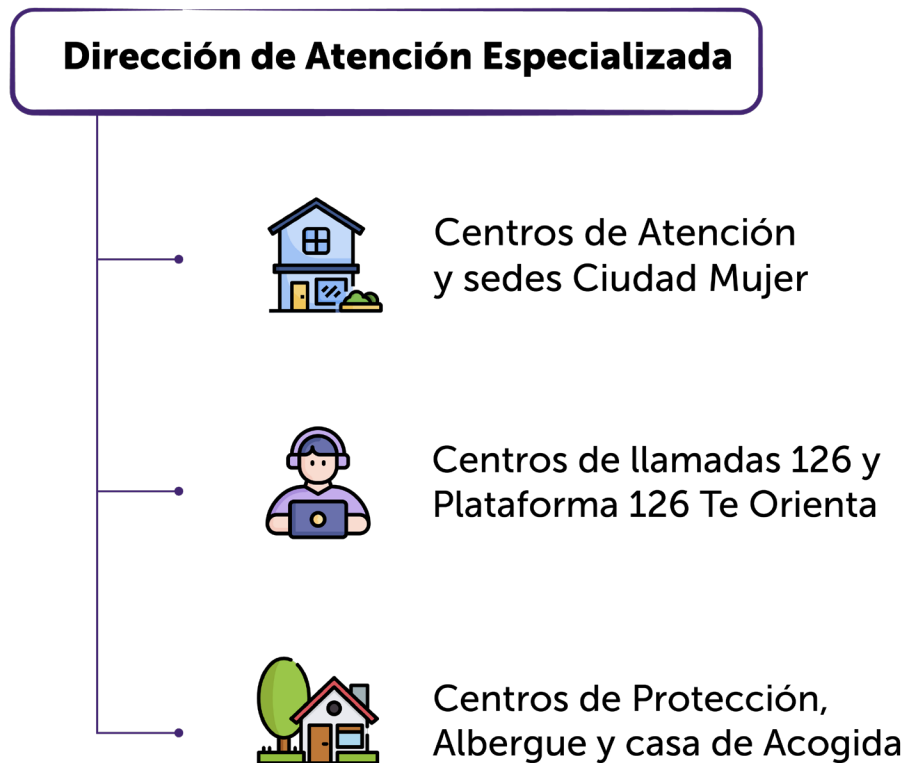 Dirección de Atención Especializada
Centros de Atención
y sedes Ciudad Mujer
Centros de llamadas 126 y
Plataforma 126 Te Orienta
Centros de Protección,
Albergue y casa de Acogida